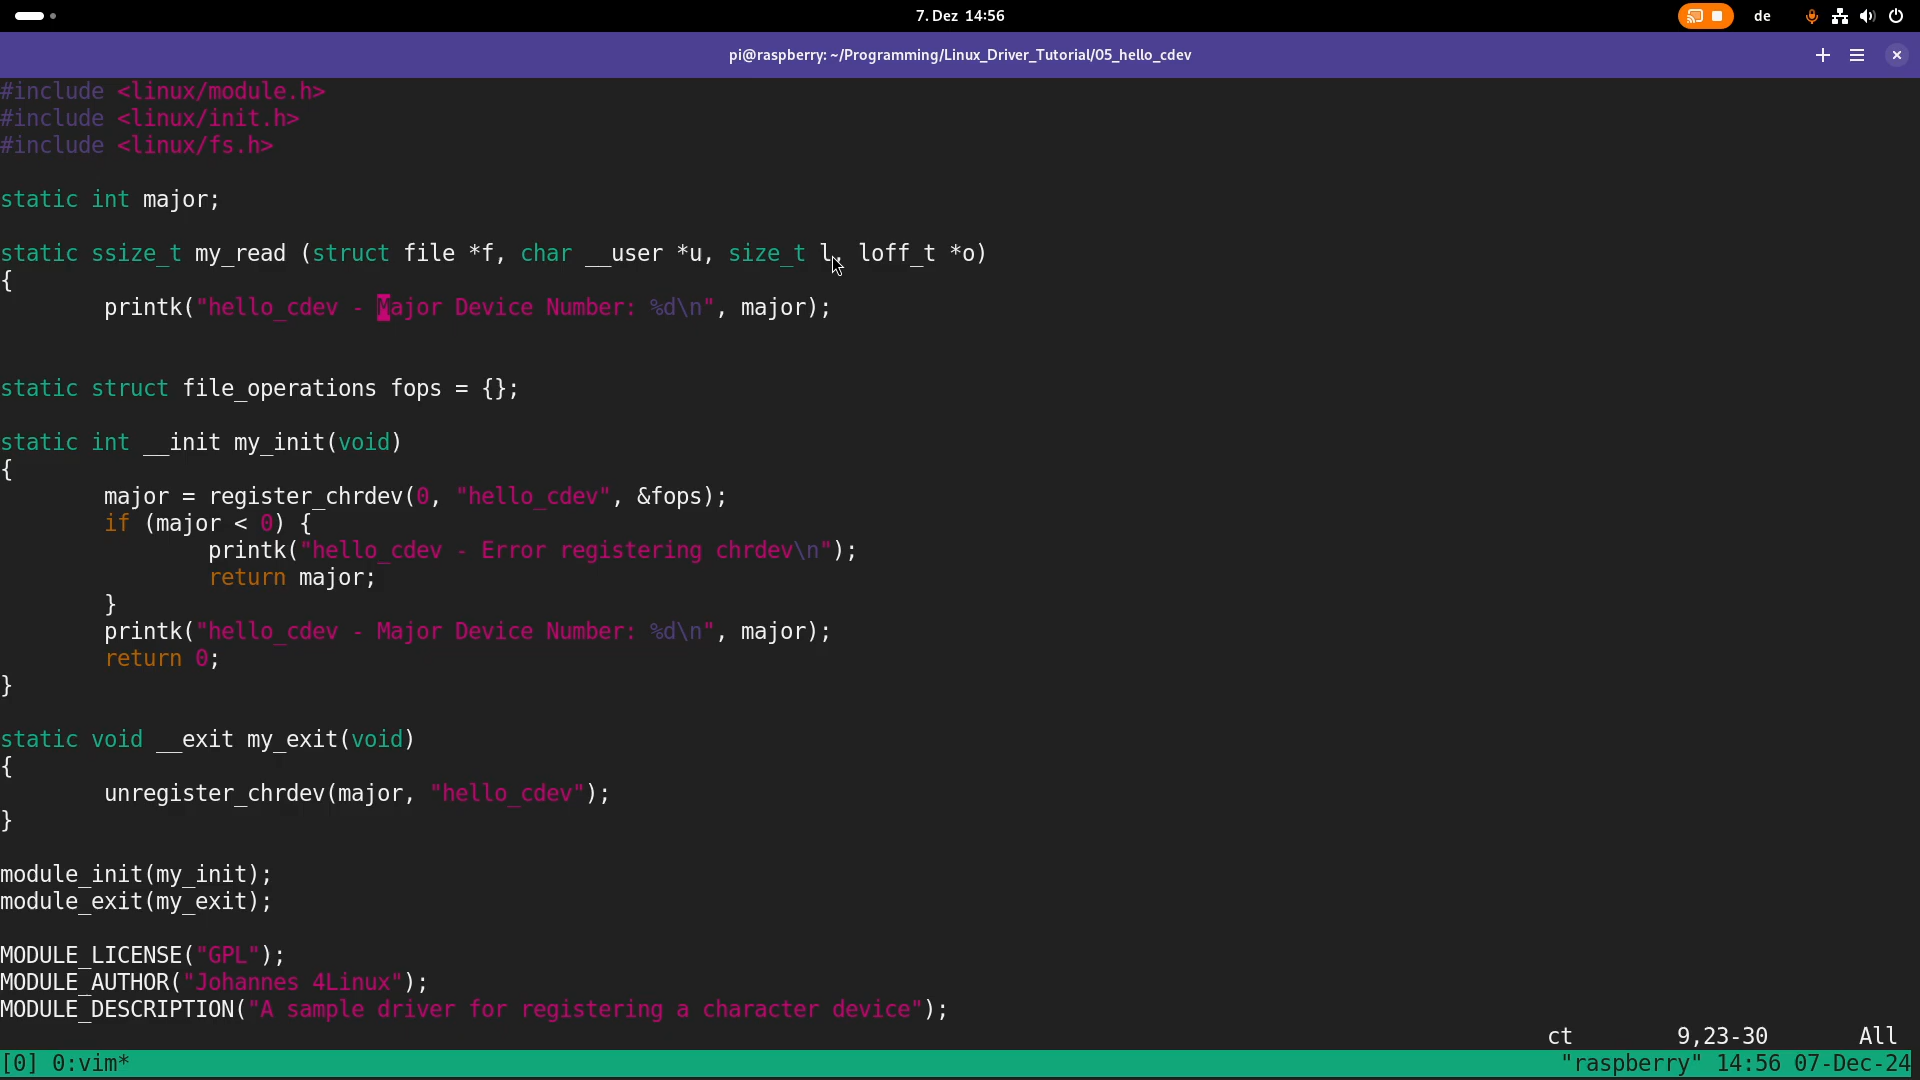 7. Dez 14:56
de
pi@raspberry: ~/Programming/Linux_Driver_Tutorial/05_hello_cdev
#include <linux/module.h>
#include <linux/init.h>
#include <linux/fs.h>
static int major;
static ssize_t my_read (struct file *f, char __user *u, size_t l, loff_t *o)
{
printk("hello_cdev - Major Device Number: %d\n", major);
static struct file_operations fops = {};
static int __init my_init(void)
{
major = register_chrdev(0, "hello_cdev", &fops);
if (major < 0) {
printk("hello_cdev - Error registering chrdev\n");
return major;
}
printk("hello_cdev - Major Device Number: %d\n", major);
return 0;
}
static void __exit my_exit(void)
{
unregister_chrdev(major, "hello_cdev");
}
module_init(my_init);
module_exit(my_exit);
MODULE_LICENSE("GPL");
MODULE_AUTHOR("Johannes 4Linux");
MODULE_DESCRIPTION("A sample driver for registering a character device");
ct 9,23-30 All
[0] 0:vim* "raspberry" 14:56 07-Dec-24